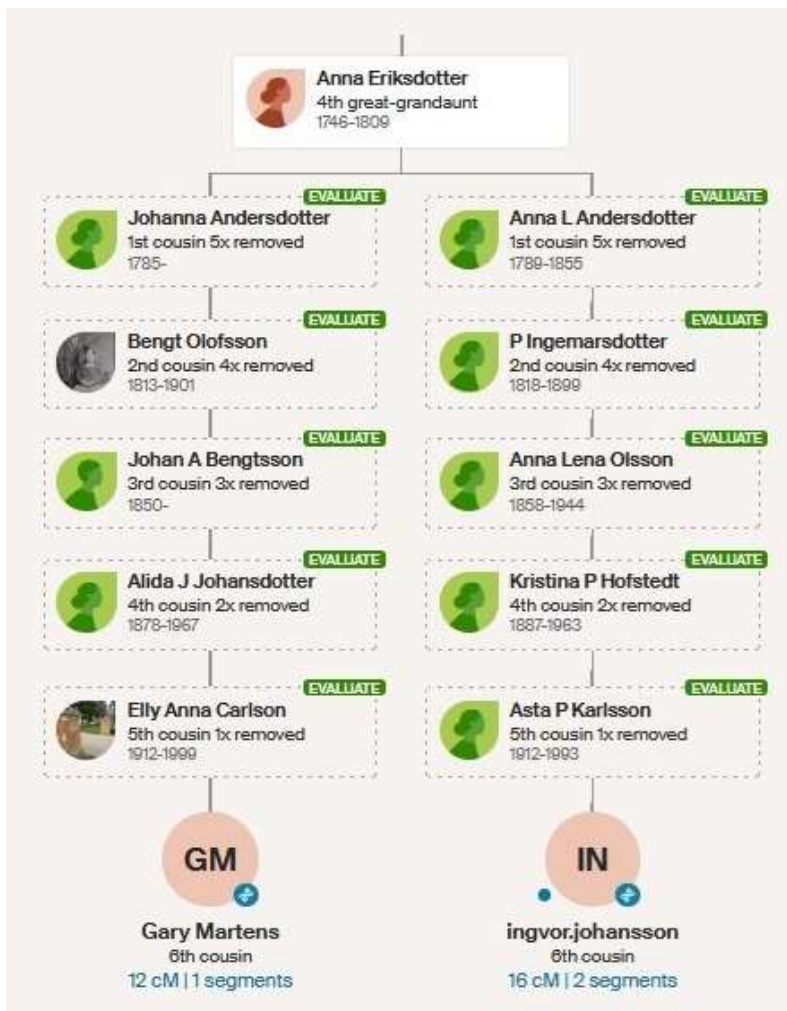 Anna Eriksdotter
4th great-grandaunt
1746-1809
EVALUATE
Johanna Andersdotter
1st cousin 5x removed
1785-
EVALUATE
Anna L Andersdotter
1st cousin 5x removed
1789-1855
EVALUATE
Bengt Olofsson
2nd cousin 4x removed
1813-1901
EVALUATE
P Ingemarsdotter
2nd cousin 4x removed
1818-1899
EVALUATE
Johan A Bengtsson
3rd cousin 3x removed
1850-
EVALUATE
Anna Lena Olsson
3rd cousin 3x removed
1858-1944
EVALUATE
Alida J Johansdotter
4th cousin 2x removed
1878-1967
EVALUATE
Kristina P Hofstedt
4th cousin 2x removed
1887-1963
EVALUATE
Elly Anna Carlson
5th cousin 1x removed
1912-1999
EVALUATE
Asta P Karlsson
5th cousin 1x removed
1912-1993
GM
Gary Martens
6th cousin
12 cM | 1 segments
IN
ingvor.johansson
6th cousin
16 cM | 2 segments